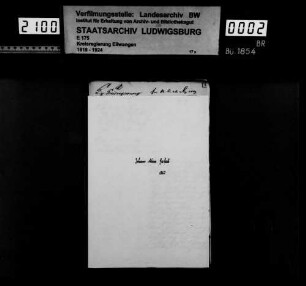 2100
Verfilmungsstelle: Landesarchiv BW
Institut für Erhaltung von Archiv- und Bibliotheksgut
STAATSARCHIV LUDWIGSBURG
E 175
Kreisregierung Ellwangen
1818 - 1924
0002
BR
Bü 1854
Johann